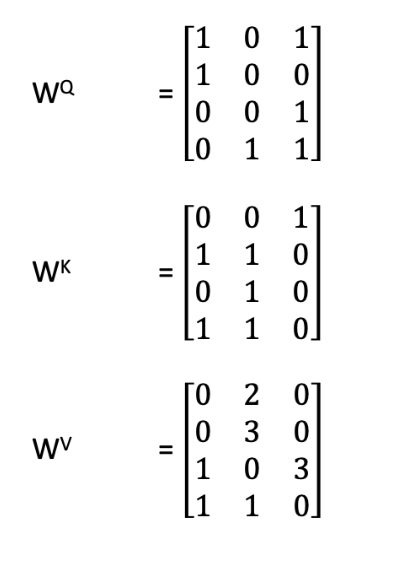 W^Q = [1 0 1
1 0 0
0 0 1
0 1 1]
W^K = [0 0 1
1 1 0
0 1 0
1 1 0]
W^V = [0 2 0
0 3 0
1 0 3
1 1 0]